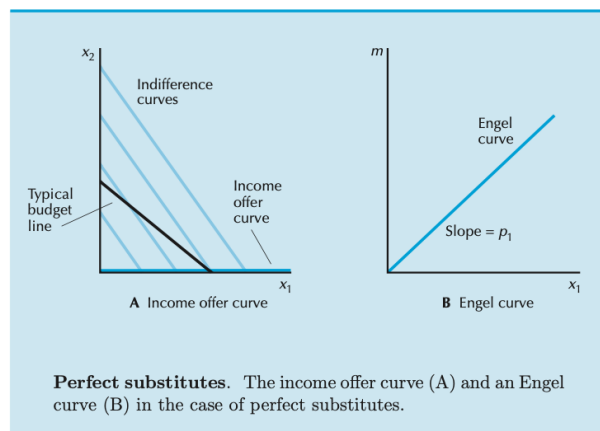 x2
Indifference
curves
Typical
budget
line
Income
offer
curve
x1
A Income offer curve
m
Engel
curve
Slope = p1
x1
B Engel curve
Perfect substitutes. The income offer curve (A) and an Engel
curve (B) in the case of perfect substitutes.